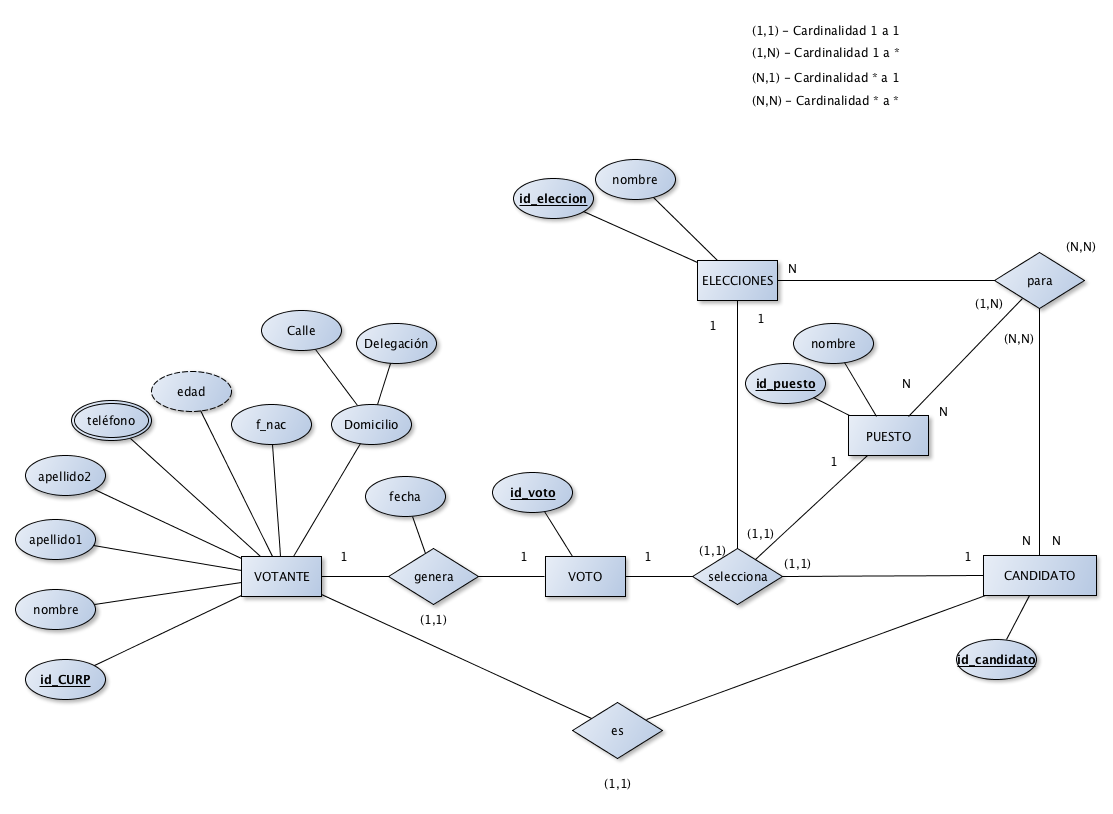 (1,1) – Cardinalidad 1 a 1
(1,N) – Cardinalidad 1 a *
(N,1) – Cardinalidad * a 1
(N,N) – Cardinalidad * a *
nombre
id_eleccion
(N,N)
N
ELECCIONES
para
(1,N)
1
1
Calle
(N,N)
Delegación
nombre
id_puesto
edad
N
N
teléfono
f_nac
Domicilio
PUESTO
1
apellido2
fecha
id_voto
apellido1
(1,1)
N
N
(1,1)
1
1
1
1
(1,1)
VOTANTE
genera
VOTO
selecciona
CANDIDATO
nombre
(1,1)
id_candidato
id_CURP
es
(1,1)